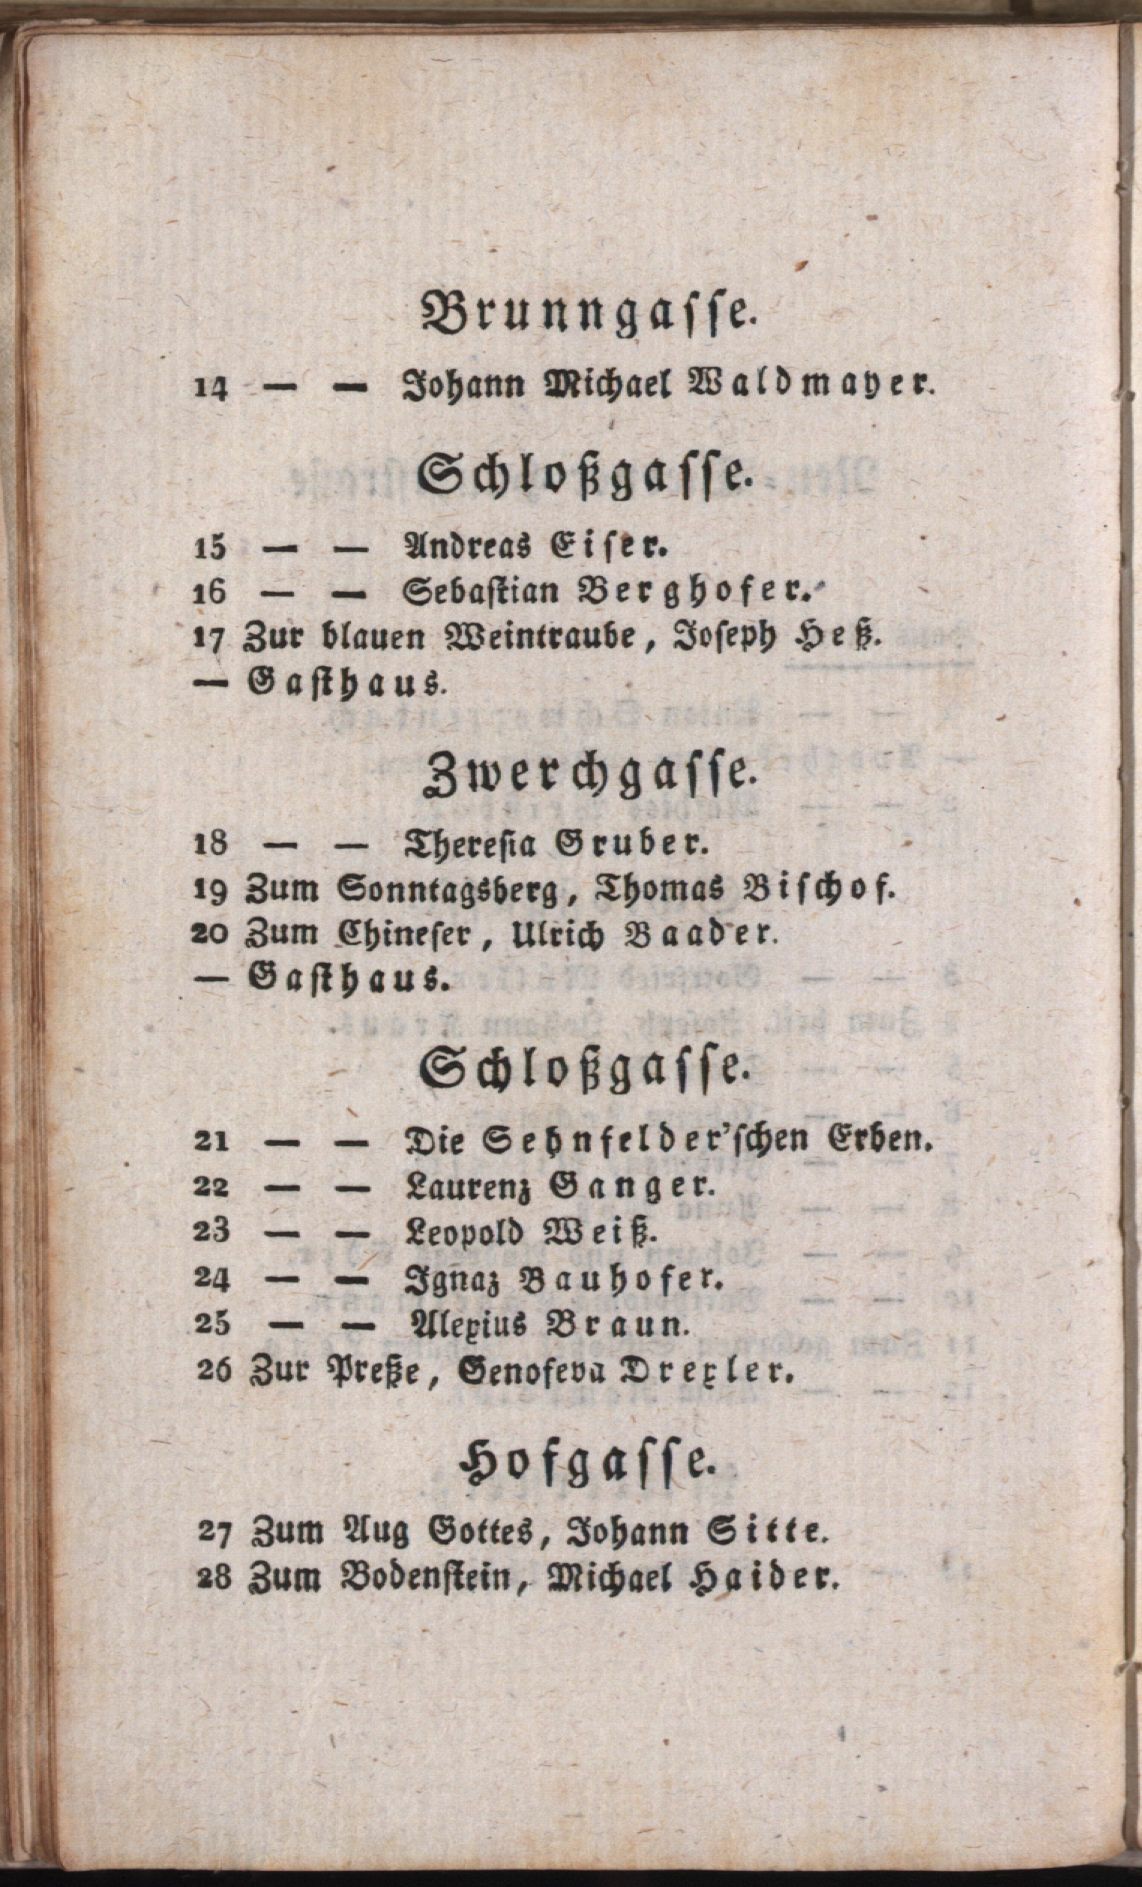 Brunngasse.
14 — — Johann Michael Waldmayer.
Schloßgasse.
15 — — Andreas Eiser.
16 — — Sebastian Berghofer.
17 Zur blauen Weintraube, Joseph Heß.
— Gasthaus.
Zwerchgasse.
18 — — Theresia Gruber.
19 Zum Sonntagsberg, Thomas Bischof.
20 Zum Chineser, Ulrich Baader.
— Gasthaus.
Schloßgasse.
21 — — Die Sehnfelder'schen Erben.
22 — — Laurenz Ganger.
23 — — Leopold Weiß.
24 — — Ignaz Bauhofer.
25 — — Alexius Braun.
26 Zur Preße, Genofeva Drexler.
Hofgasse.
27 Zum Aug Gottes, Johann Sitte.
28 Zum Bodenstein, Michael Haider.